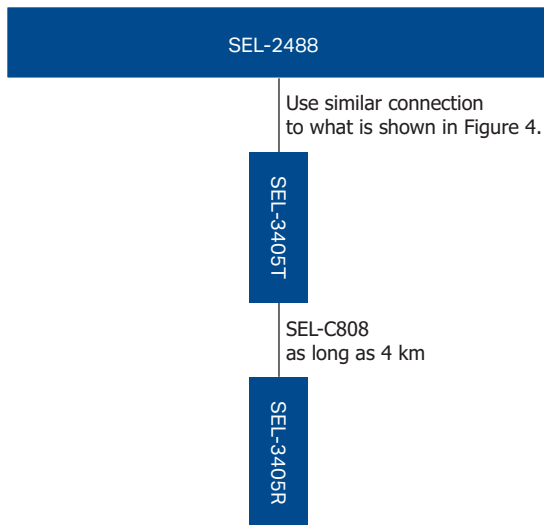 SEL-2488
Use similar connection
to what is shown in Figure 4.
SEL-3405T
SEL-C808
as long as 4 km
SEL-3405R